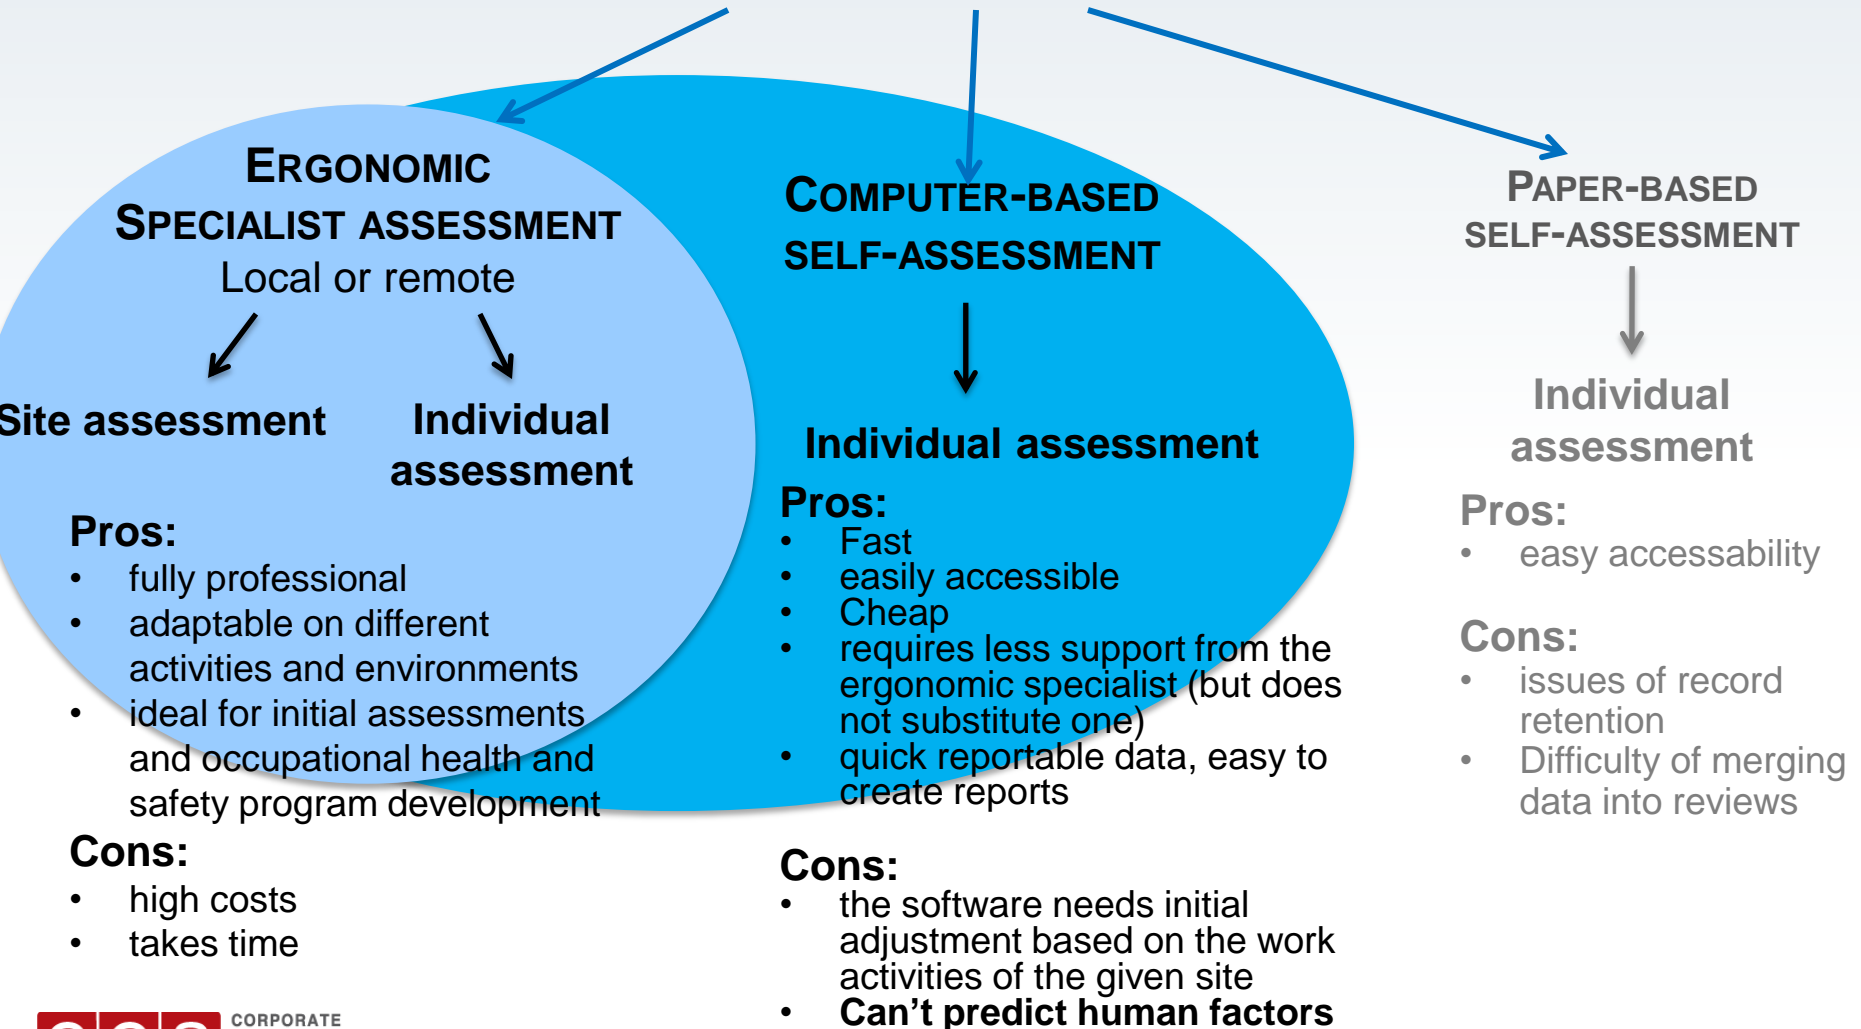 ERGONOMIC
SPECIALIST ASSESSMENT
Local or remote
Site assessment
Individual
assessment
Pros:
• fully professional
• adaptable on different
activities and environments
• ideal for initial assessments
and occupational health and
safety program development
Cons:
• high costs
• takes time
COMPUTER-BASED
SELF-ASSESSMENT
Individual assessment
Pros:
• Fast
• easily accessible
• Cheap
• requires less support from the
ergonomic specialist (but does
not substitute one)
• quick reportable data, easy to
create reports
Cons:
• the software needs initial
adjustment based on the work
activities of the given site
• Can't predict human factors
PAPER-BASED
SELF-ASSESSMENT
Individual
assessment
Pros:
• easy accessability
Cons:
• issues of record
retention
• Difficulty of merging
data into reviews
CORPORATE